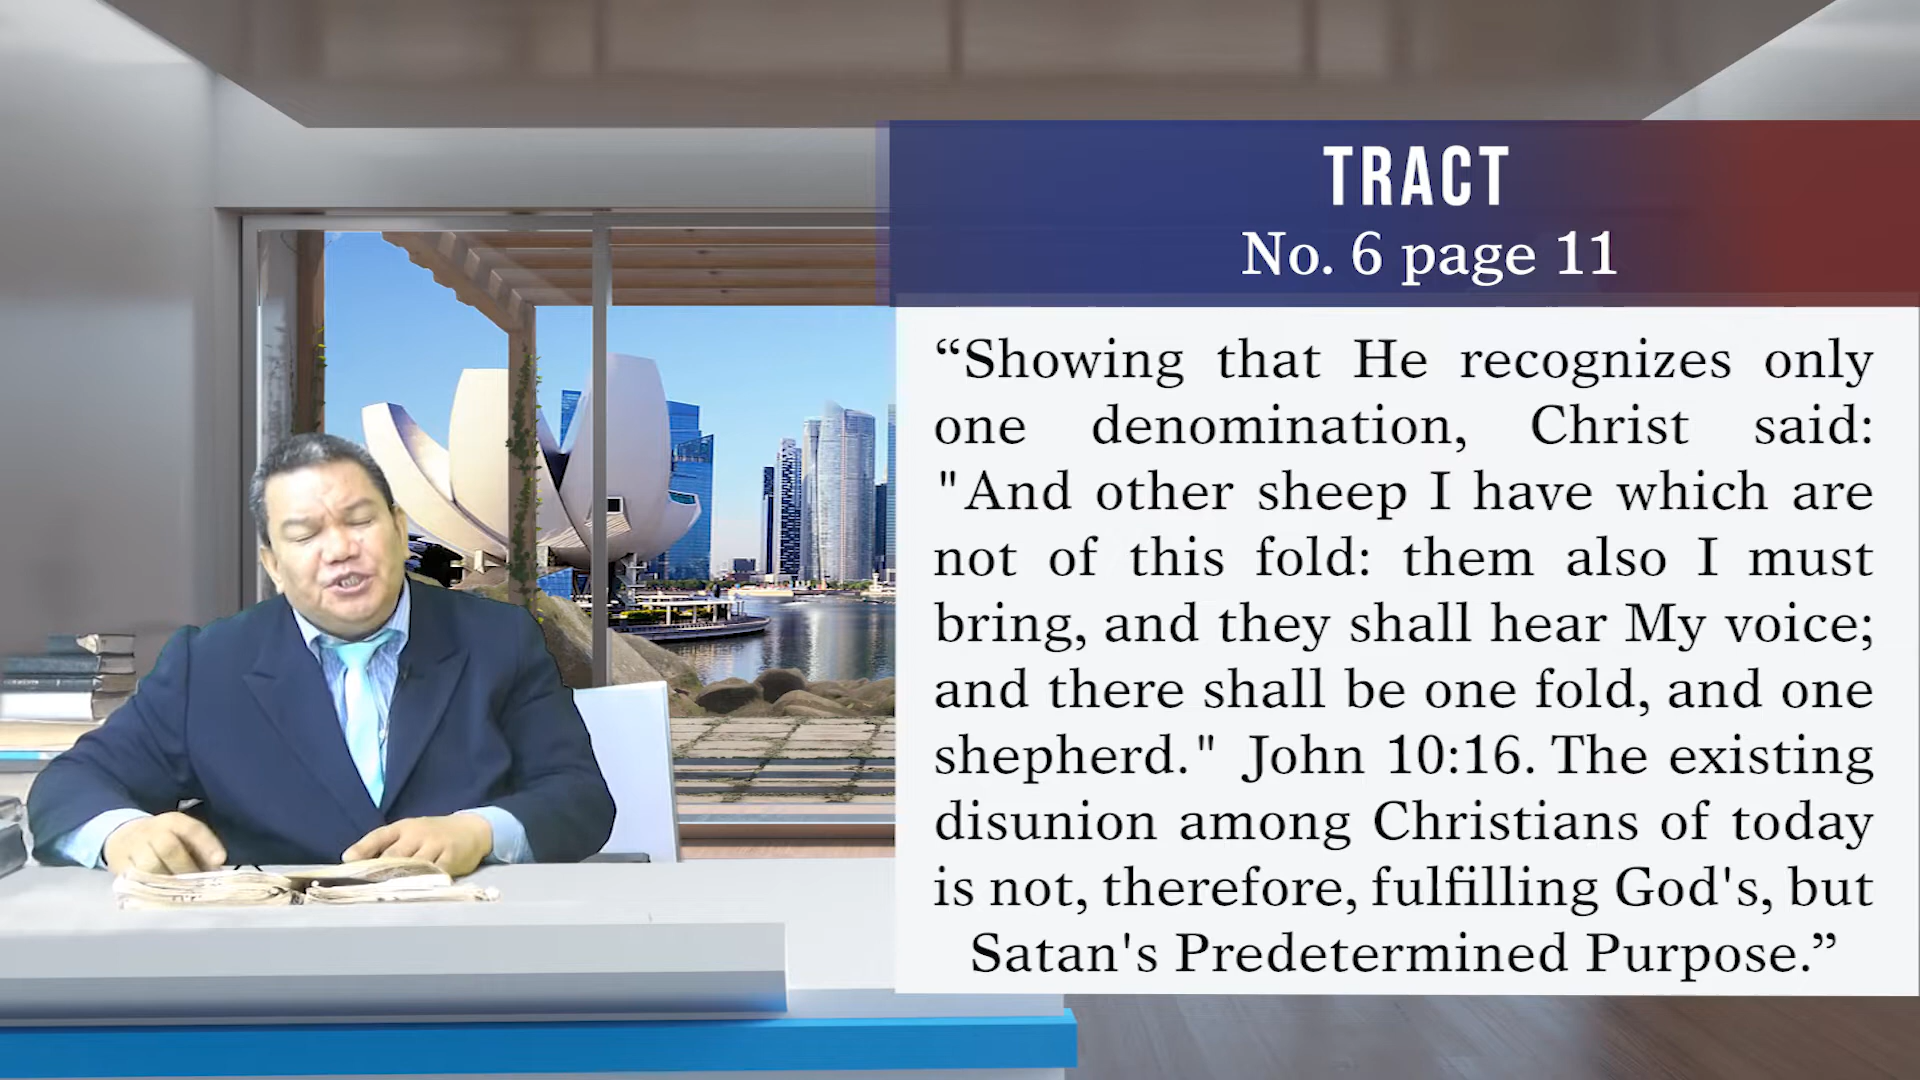 TRACT
No. 6 page 11
“Showing that He recognizes only
one denomination, Christ said:
"And other sheep I have which are
not of this fold: them also I must
bring, and they shall hear My voice;
and there shall be one fold, and one
shepherd." John 10:16. The existing
disunion among Christians of today
is not, therefore, fulfilling God's, but
Satan's Predetermined Purpose.”